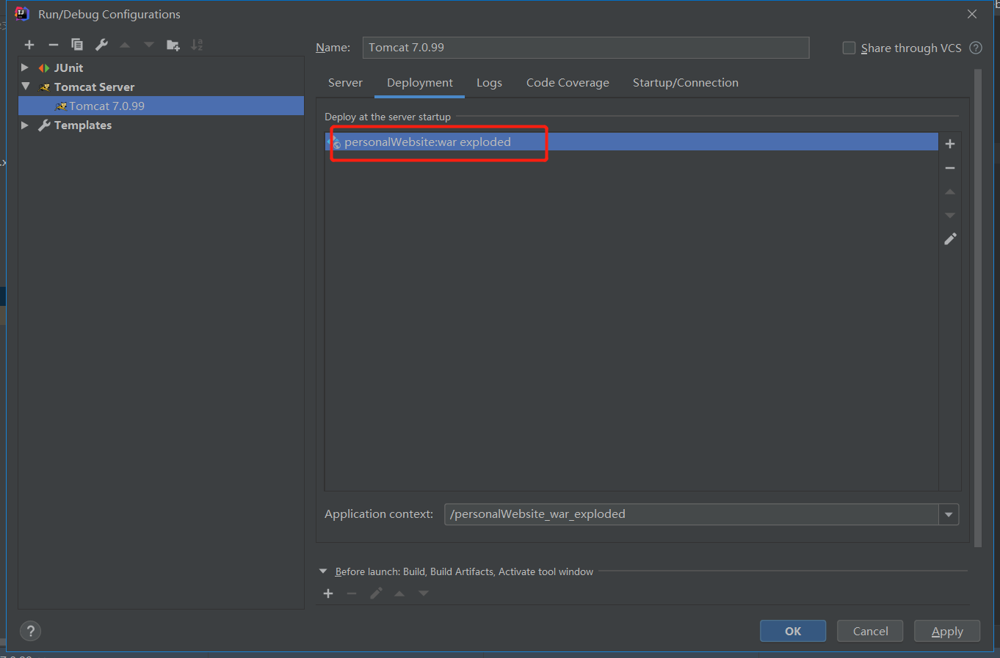 Run/Debug Configurations
Name: Tomcat 7.0.99 Share through VCS
JUnit
Tomcat Server
Tomcat 7.0.99
Templates
Server Deployment Logs Code Coverage Startup/Connection
Deploy at the server startup
personalWebsite:war exploded
Application context: /personalWebsite_war_exploded
Before launch: Build, Build Artifacts, Activate tool window
?
OK Cancel Apply